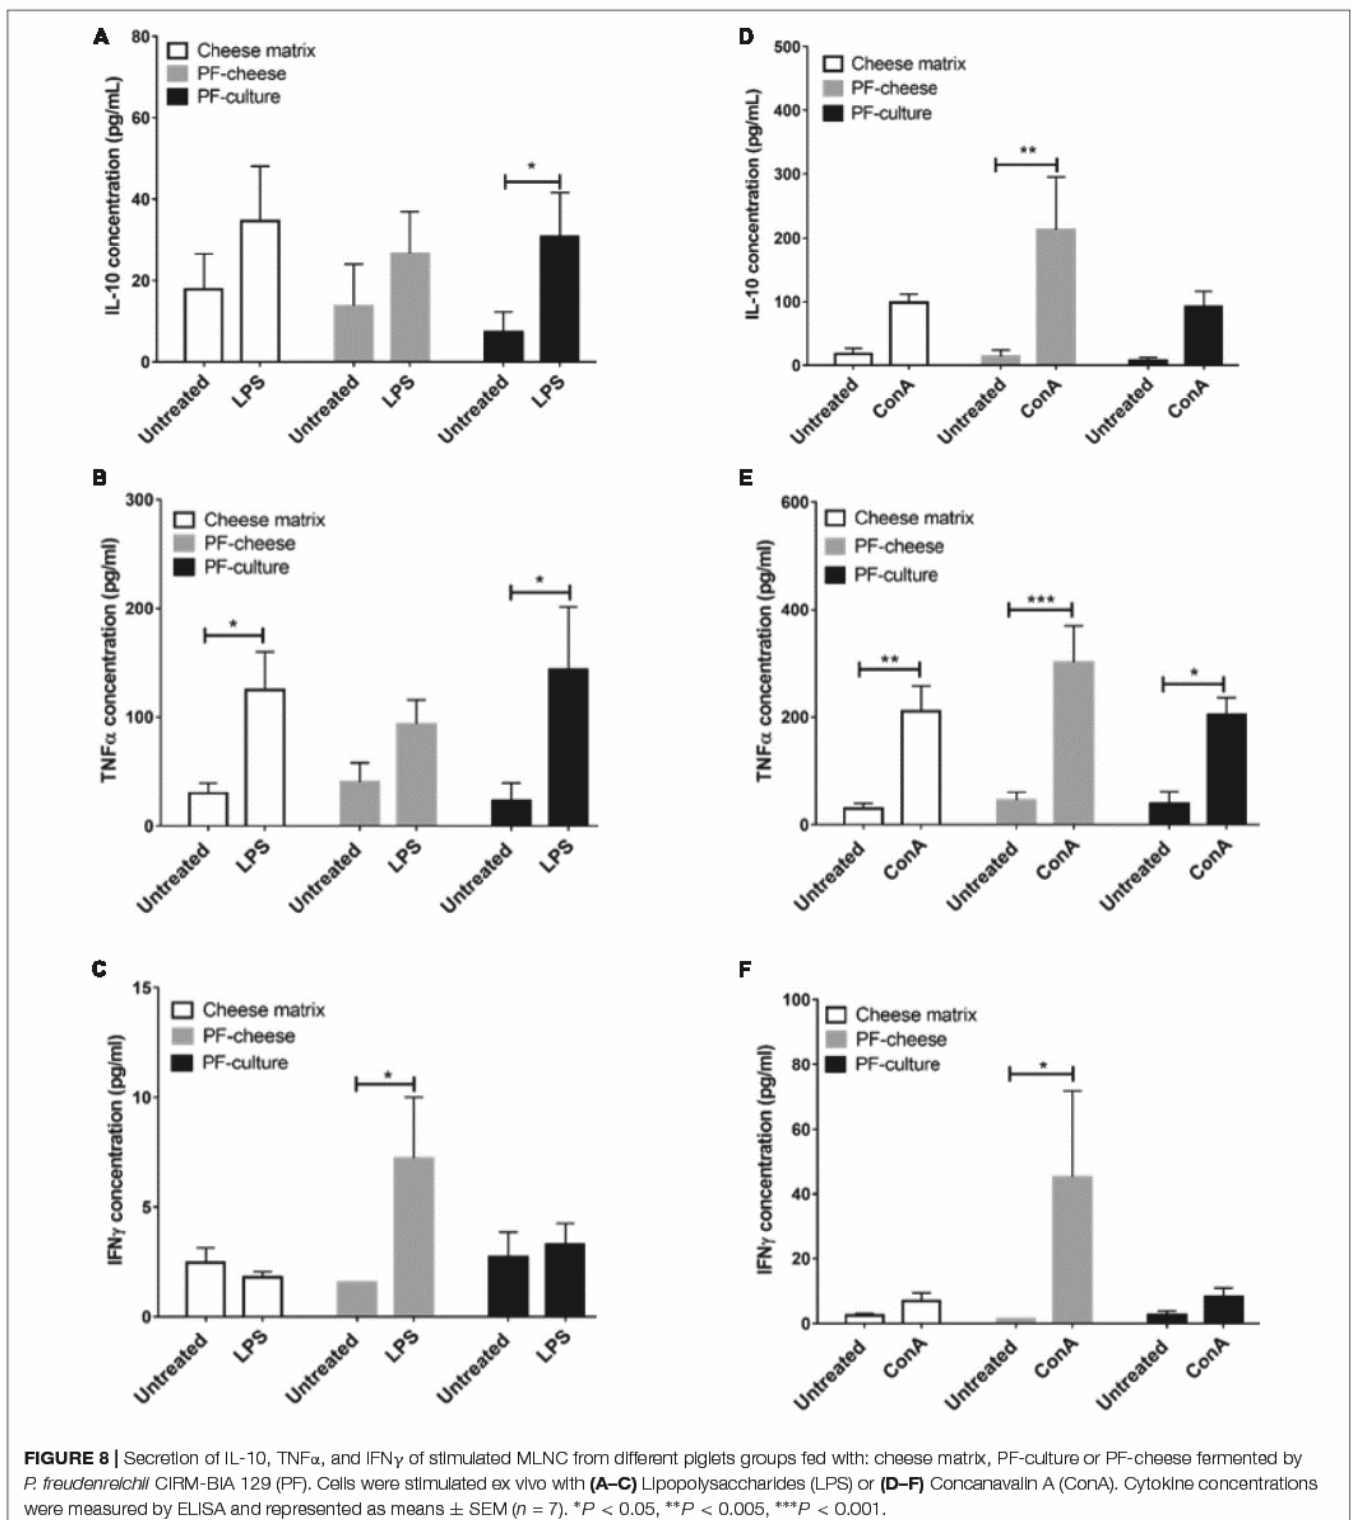 A
80
60
40
20
0
IL-10 concentration (pg/mL)
Cheese matrix
PF-cheese
PF-culture
*
Untreated
LPS
Untreated
LPS
Untreated
LPS
D
500
400
300
200
100
0
IL-10 concentration (pg/mL)
Cheese matrix
PF-cheese
PF-culture
**
Untreated
ConA
Untreated
ConA
Untreated
ConA
B
300
200
100
0
TNFα concentration (pg/ml)
Cheese matrix
PF-cheese
PF-culture
*
*
Untreated
LPS
Untreated
LPS
Untreated
LPS
E
600
400
200
0
TNFα concentration (pg/ml)
Cheese matrix
PF-cheese
PF-culture
**
***
*
Untreated
ConA
Untreated
ConA
Untreated
ConA
C
15
10
5
0
IFNγ concentration (pg/ml)
Cheese matrix
PF-cheese
PF-culture
*
Untreated
LPS
Untreated
LPS
Untreated
LPS
F
100
80
60
40
20
0
IFNγ concentration (pg/ml)
Cheese matrix
PF-cheese
PF-culture
*
Untreated
ConA
Untreated
ConA
Untreated
ConA
FIGURE 8 | Secretion of IL-10, TNFα, and IFNγ of stimulated MLNC from different piglets groups fed with: cheese matrix, PF-culture or PF-cheese fermented by
P. freudenreichii CIRM-BIA 129 (PF). Cells were stimulated ex vivo with (A–C) Lipopolysaccharides (LPS) or (D–F) Concanavalin A (ConA). Cytokine concentrations
were measured by ELISA and represented as means ± SEM (n = 7). *P < 0.05, **P < 0.005, ***P < 0.001.